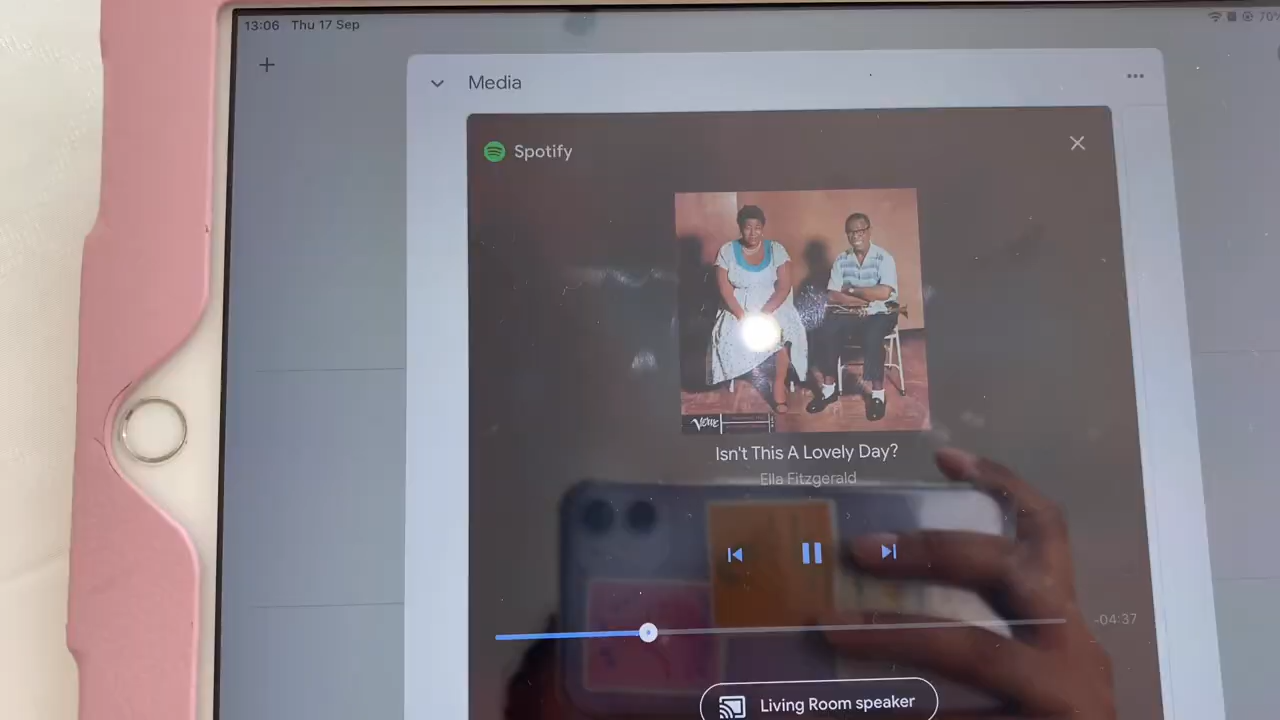 13:06 Thu 17 Sep
70%
Media
Spotify
Verve
Isn't This A Lovely Day?
Ella Fitzgerald
-04:37
Living Room speaker